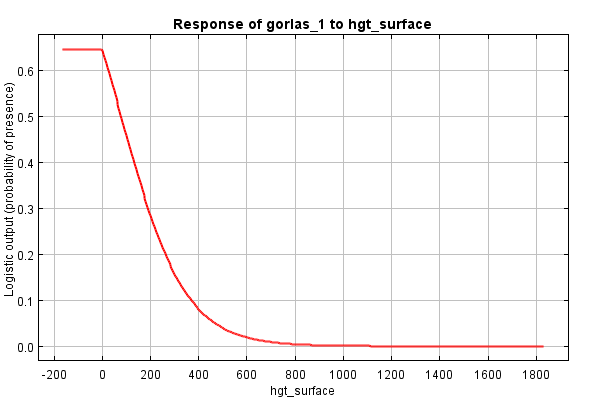 Response of gorlas_1 to hgt_surface
Logistic output (probability of presence)
0.6
0.5
0.4
0.3
0.2
0.1
0.0
-200 0 200 400 600 800 1000 1200 1400 1600 1800
hgt_surface